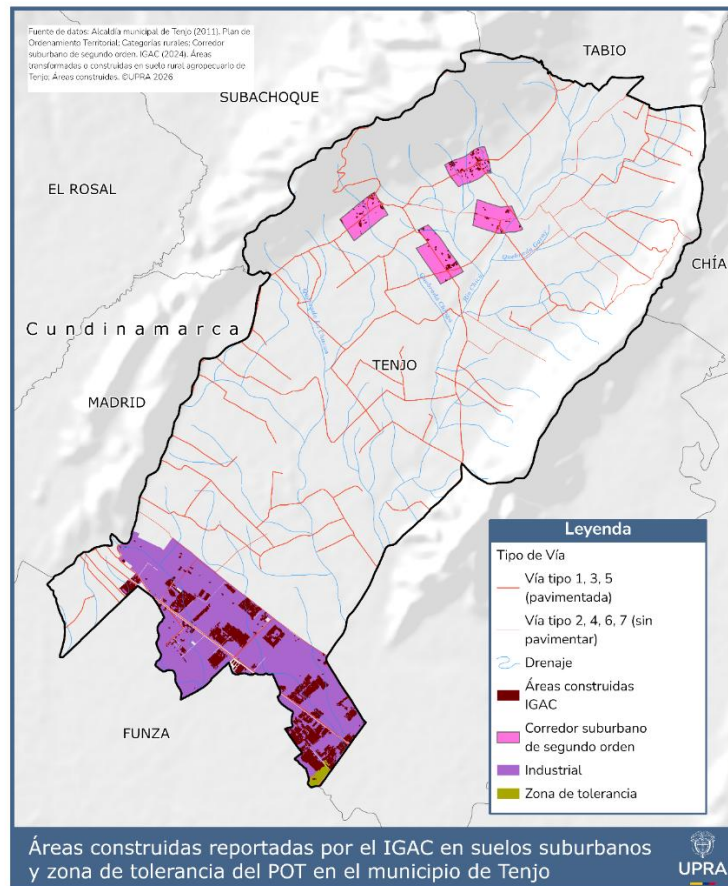 Fuente de datos: Alcaldía municipal de Tenjo (2011). Plan de
Ordenamiento Territorial; Categorías rurales; Corredor
suburbano de segundo orden. IGAC (2024). Áreas
transformadas o construidas en suelo rural agropecuario de
Tenjo; Áreas construidas. ©UPRA 2026
TABIO
SUBACHOQUE
EL ROSAL
CHÍA
Cundinamarca
TENJO
MADRID
FUNZA
Leyenda
Tipo de Vía
Vía tipo 1, 3, 5
(pavimentada)
Vía tipo 2, 4, 6, 7 (sin
pavimentar)
Drenaje
Áreas construidas
IGAC
Corredor suburbano
de segundo orden
Industrial
Zona de tolerancia
Áreas construidas reportadas por el IGAC en suelos suburbanos
y zona de tolerancia del POT en el municipio de Tenjo
UPRA